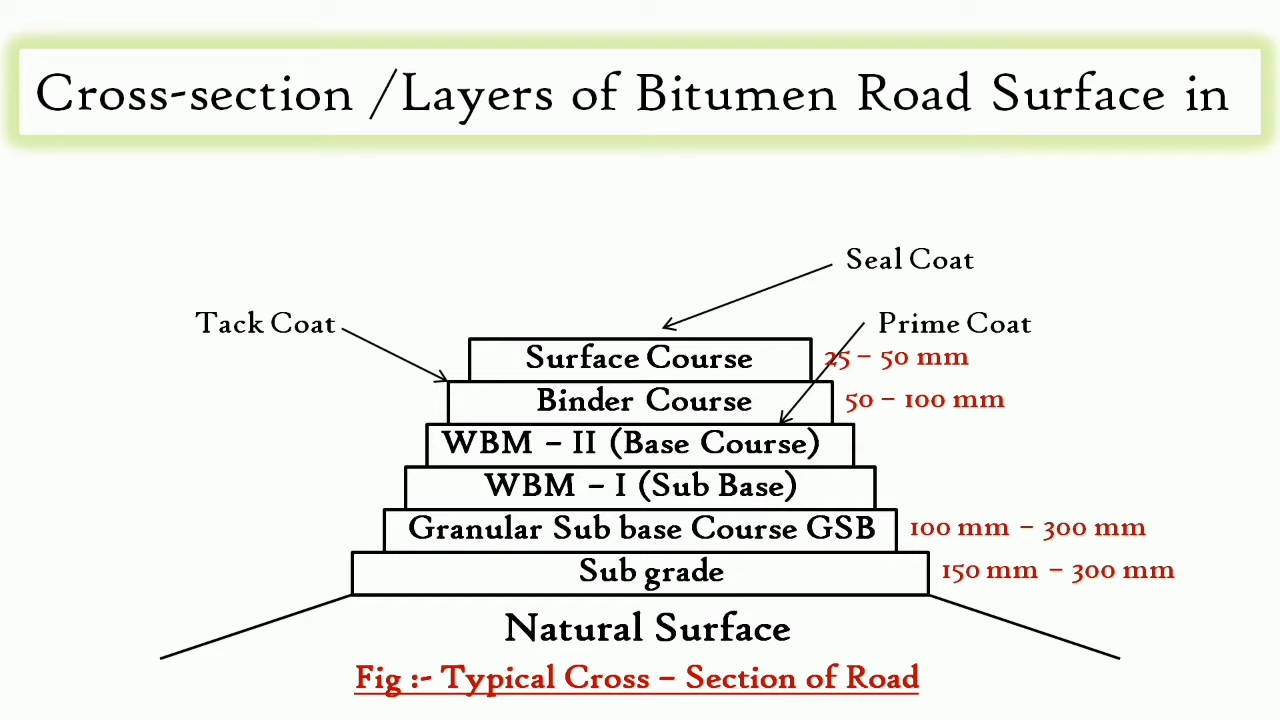 Cross-section /Layers of Bitumen Road Surface in
Seal Coat
Tack Coat
Prime Coat
Surface Course
25 – 50 mm
Binder Course
50 – 100 mm
WBM – II (Base Course)
WBM – I (Sub Base)
Granular Sub base Course GSB
100 mm – 300 mm
Sub grade
150 mm – 300 mm
Natural Surface
Fig :- Typical Cross – Section of Road